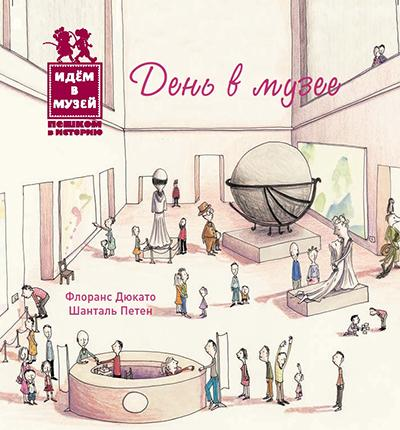 ИДЁМ
В
МУЗЕЙ
ПЕШКОМ
В ИСТОРИЮ
День в музее
Флоранс Дюкато
Шанталь Петен